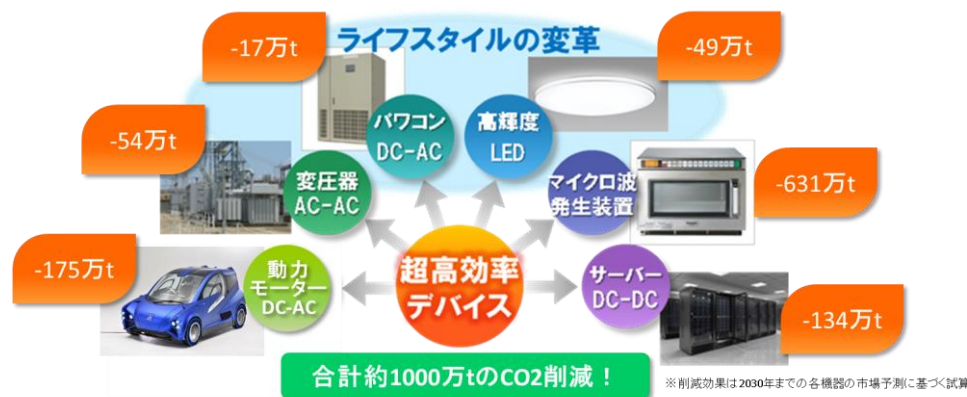 ライフスタイルの変革
-17万t
-49万t
パワコン
DC-AC
高輝度
LED
-54万t
変圧器
AC-AC
マイクロ波
発生装置
-631万t
-175万t
動力
モーター
DC-AC
超高効率
デバイス
サーバー
DC-DC
-134万t
合計約1000万tのCO2削減！
※削減効果は2030年までの各機器の市場予測に基づく試算